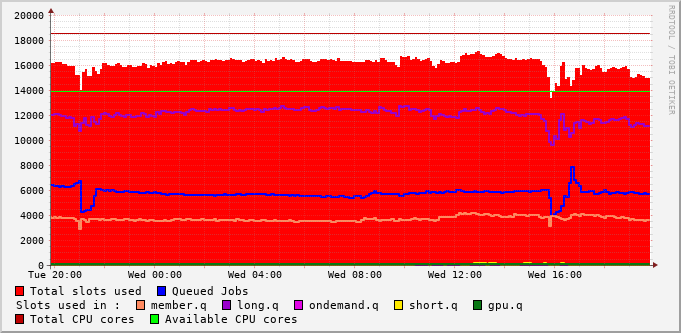 20000
18000
16000
14000
12000
10000
8000
6000
4000
2000
0
Tue 20:00 Wed 00:00 Wed 04:00 Wed 08:00 Wed 12:00 Wed 16:00
Total slots used Queued Jobs
Slots used in : member.q long.q ondemand.q short.q gpu.q
Total CPU cores Available CPU cores
RRDTOOL / TOBI OETIKER